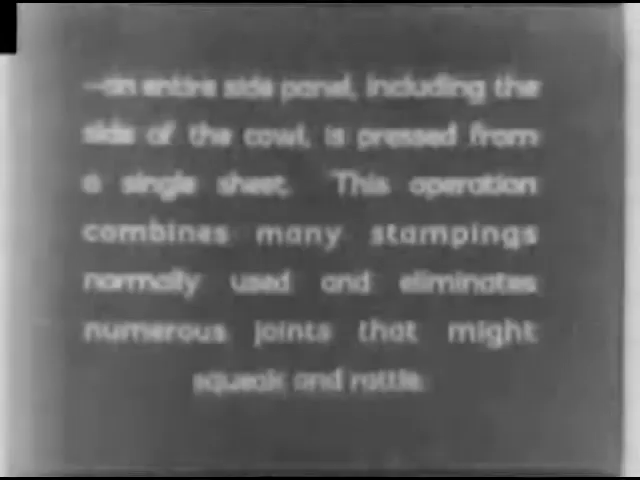 —an entire side panel, including the
side of the cowl, is pressed from
a single sheet. This operation
combines many stampings
normally used and eliminates
numerous joints that might
squeak and rattle.